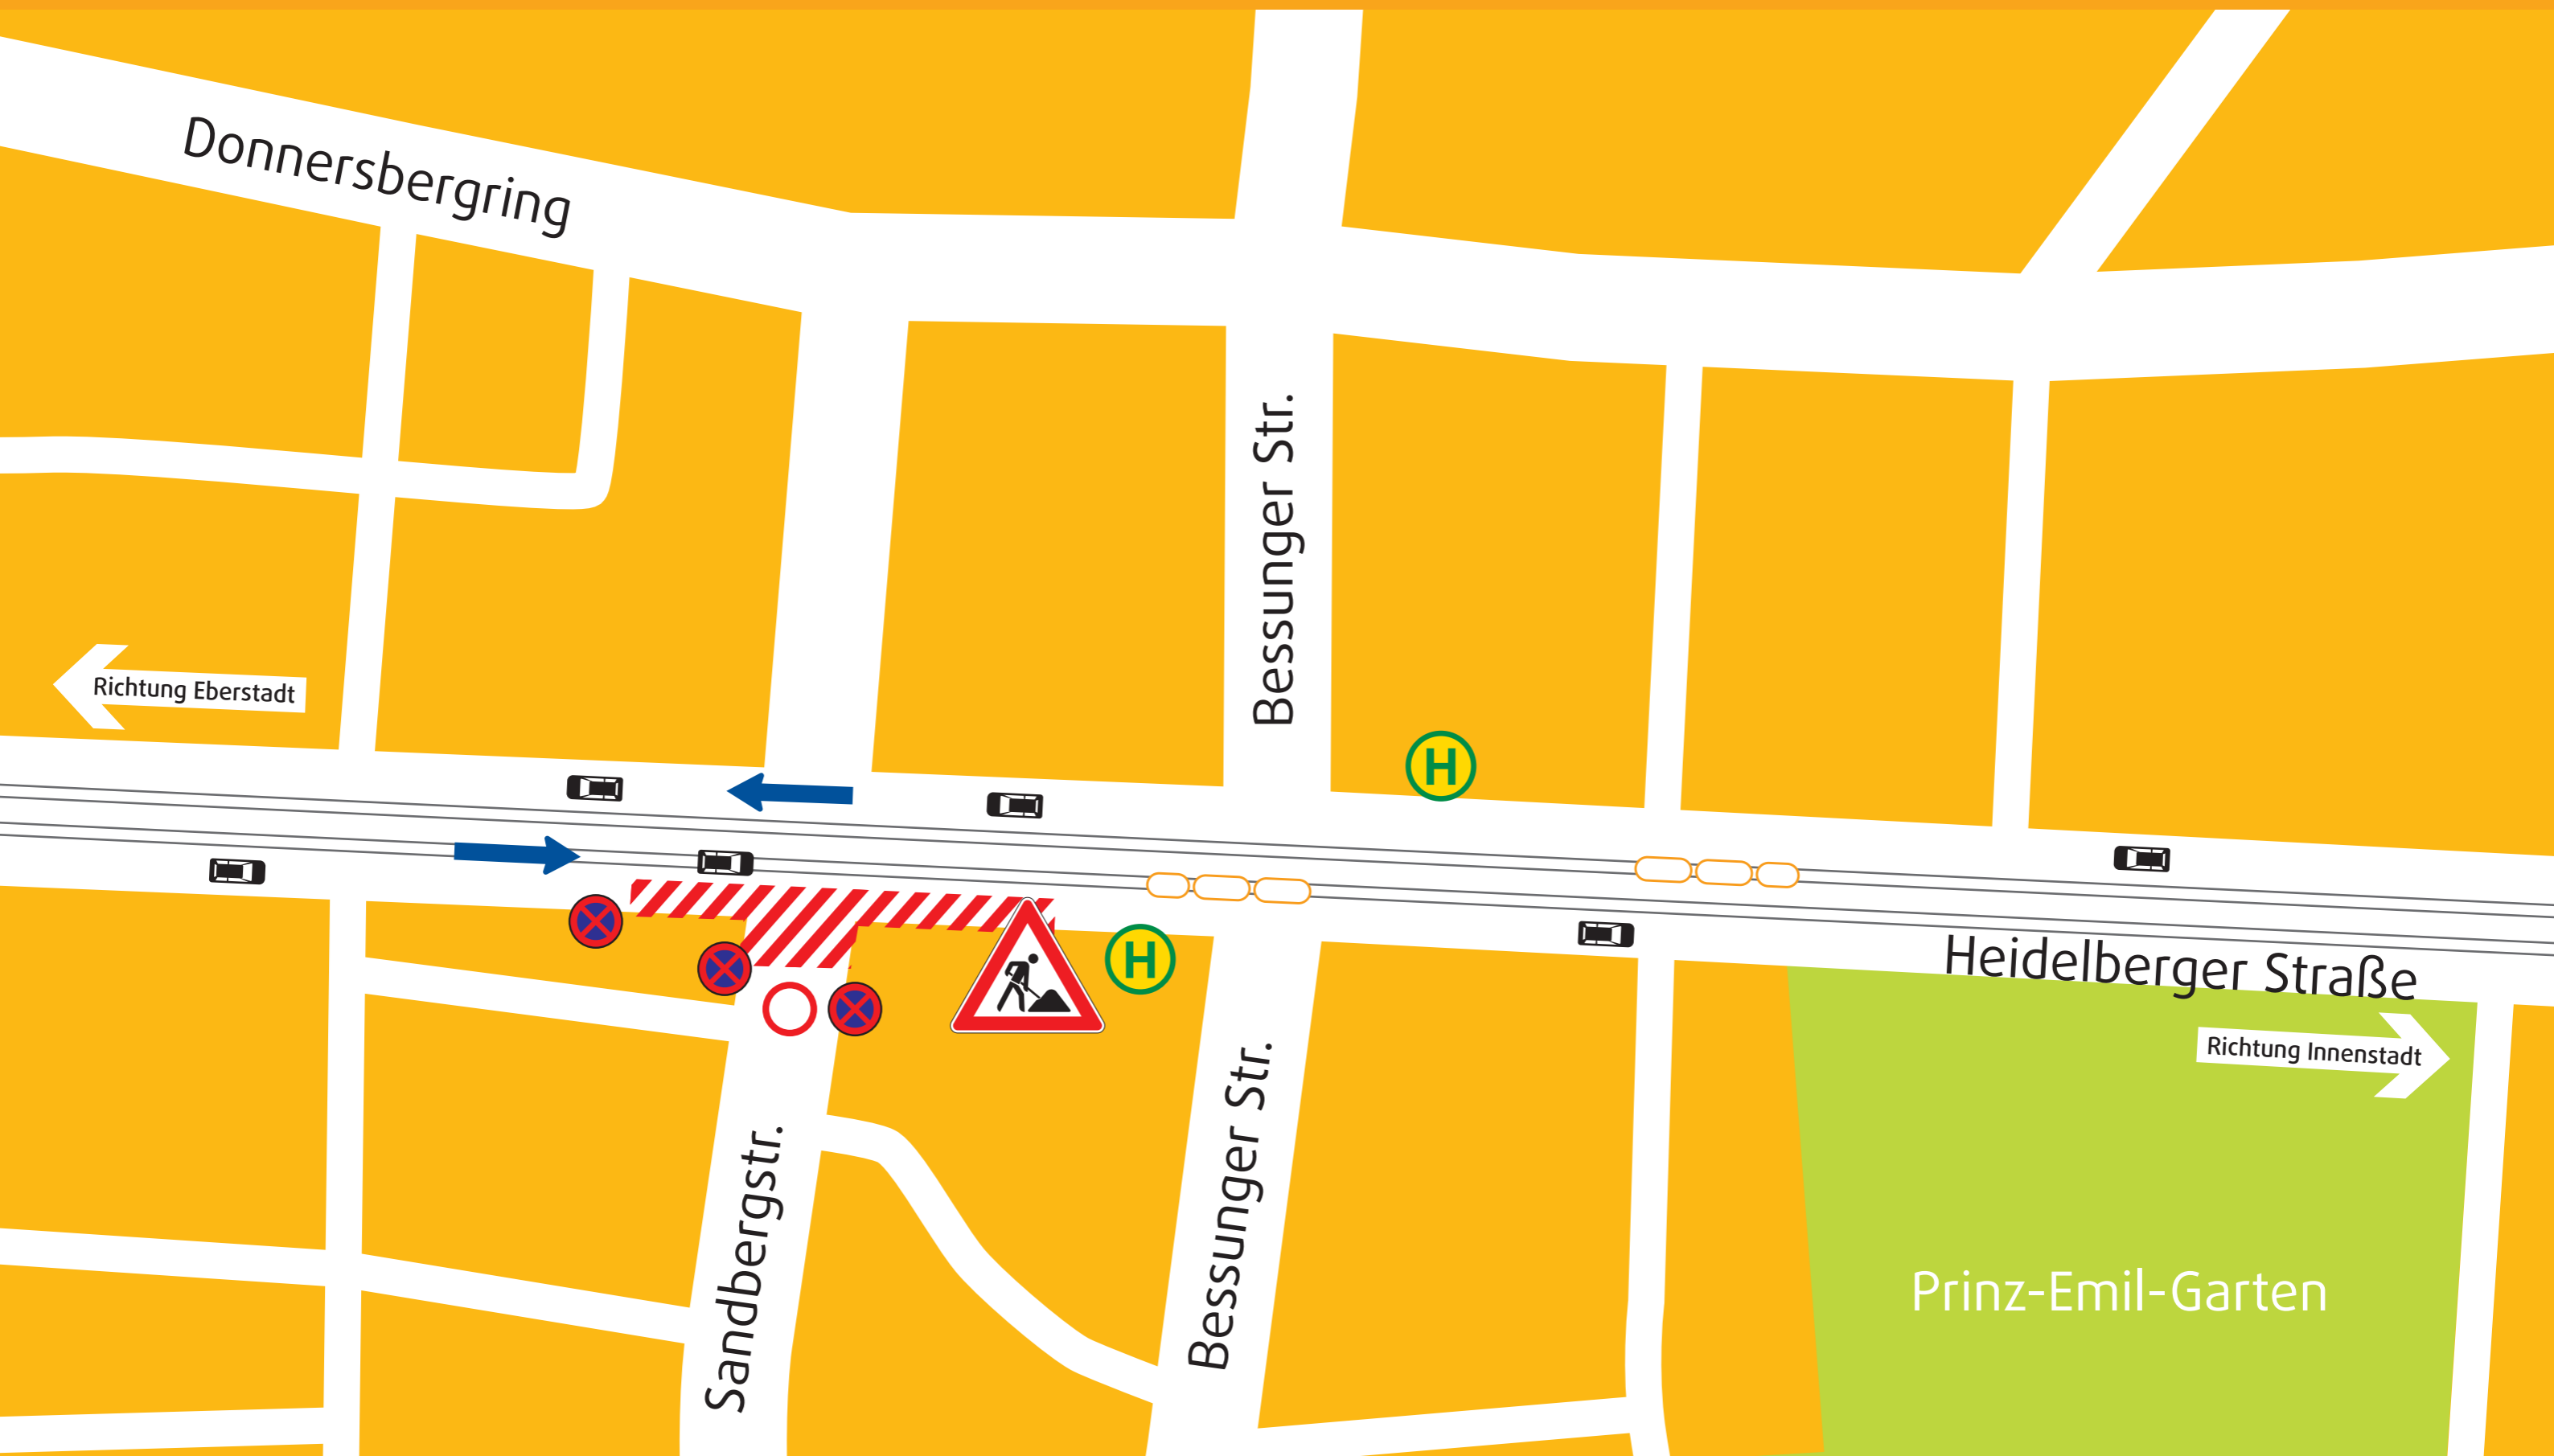 Donnersbergring
Bessunger Str.
Richtung Eberstadt
H
H
Heidelberger Straße
Richtung Innenstadt
Sandbergstr.
Bessunger Str.
Prinz-Emil-Garten